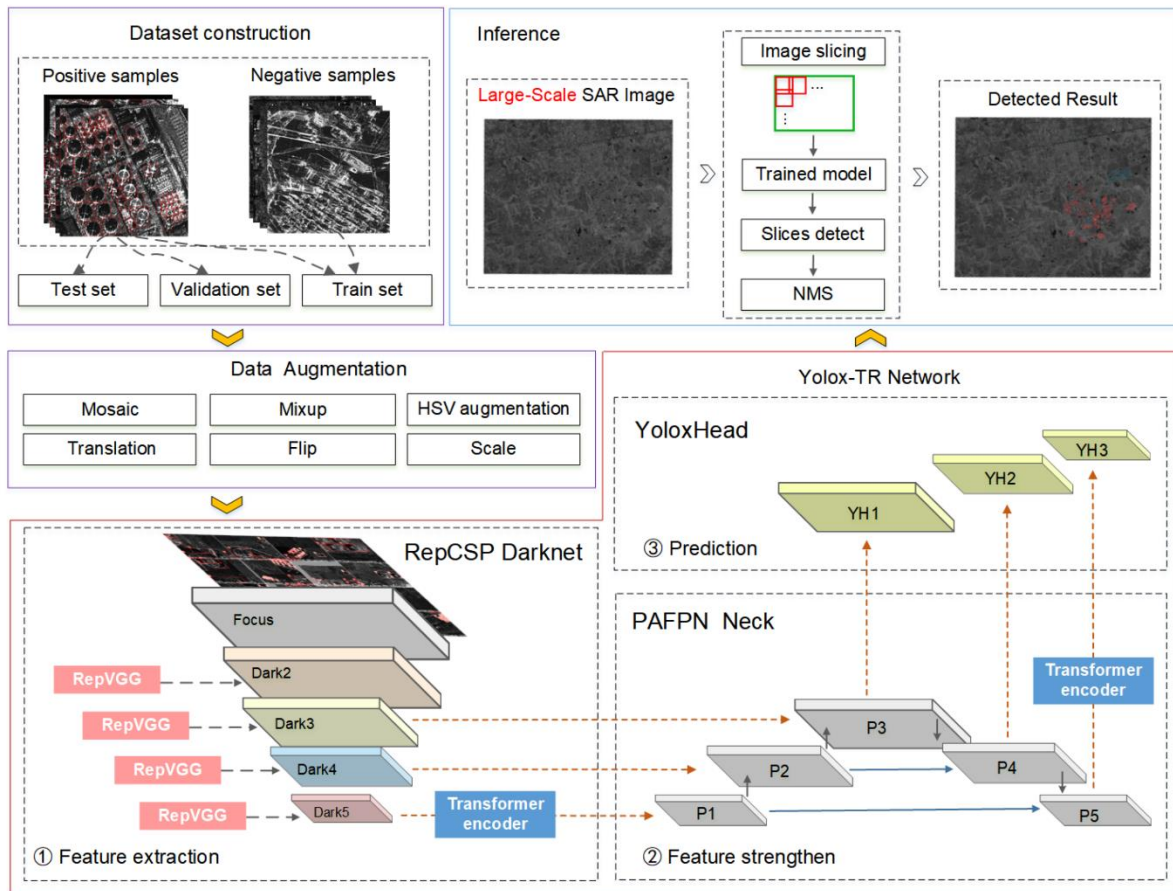 Dataset construction
Positive samples
Negative samples
Test set
Validation set
Train set
Inference
Large-Scale SAR Image
Image slicing
...
⋮
Trained model
Slices detect
NMS
Detected Result
Data Augmentation
Mosaic
Mixup
HSV augmentation
Translation
Flip
Scale
Yolox-TR Network
YoloxHead
YH1
YH2
YH3
③ Prediction
RepCSP Darknet
Focus
Dark2
RepVGG
Dark3
RepVGG
Dark4
RepVGG
Dark5
RepVGG
Transformer
encoder
① Feature extraction
PAFPN Neck
Transformer
encoder
P3
P2
P4
P1
P5
② Feature strengthen